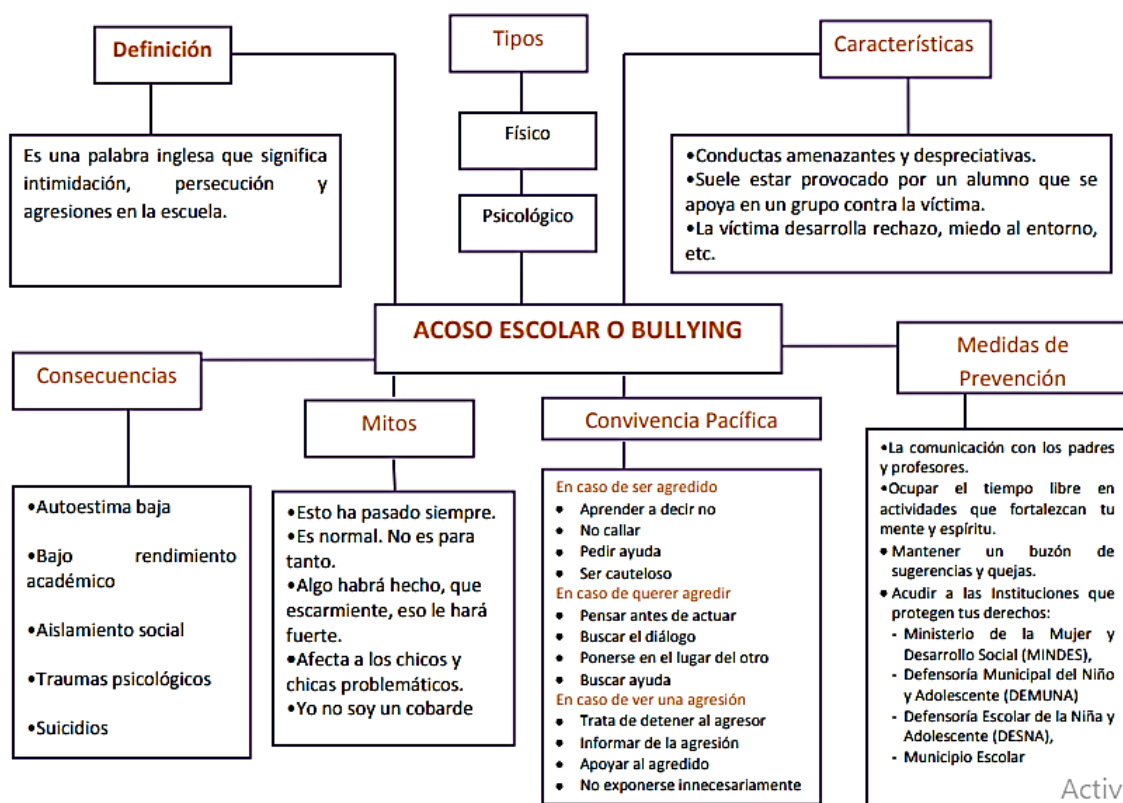 Definición
Es una palabra inglesa que significa
intimidación, persecución y
agresiones en la escuela.
Tipos
Físico
Psicológico
Características
•Conductas amenazantes y despreciativas.
•Suele estar provocado por un alumno que se
apoya en un grupo contra la víctima.
•La víctima desarrolla rechazo, miedo al entorno,
etc.
ACOSO ESCOLAR O BULLYING
Consecuencias
•Autoestima baja
•Bajo rendimiento
académico
•Aislamiento social
•Traumas psicológicos
•Suicidios
Mitos
•Esto ha pasado siempre.
•Es normal. No es para
tanto.
•Algo habrá hecho, que
escarmiente, eso le hará
fuerte.
•Afecta a los chicos y
chicas problemáticos.
•Yo no soy un cobarde
Convivencia Pacífica
En caso de ser agredido
• Aprender a decir no
• No callar
• Pedir ayuda
• Ser cauteloso
En caso de querer agredir
• Pensar antes de actuar
• Buscar el diálogo
• Ponerse en el lugar del otro
• Buscar ayuda
En caso de ver una agresión
• Trata de detener al agresor
• Informar de la agresión
• Apoyar al agredido
• No exponerse innecesariamente
Medidas de
Prevención
•La comunicación con los padres
y profesores.
•Ocupar el tiempo libre en
actividades que fortalezcan tu
mente y espíritu.
• Mantener un buzón de
sugerencias y quejas.
• Acudir a las Instituciones que
protegen tus derechos:
- Ministerio de la Mujer y
Desarrollo Social (MINDES),
- Defensoría Municipal del Niño
y Adolescente (DEMUNA)
- Defensoría Escolar de la Niña y
Adolescente (DESNA),
- Municipio Escolar
Activ